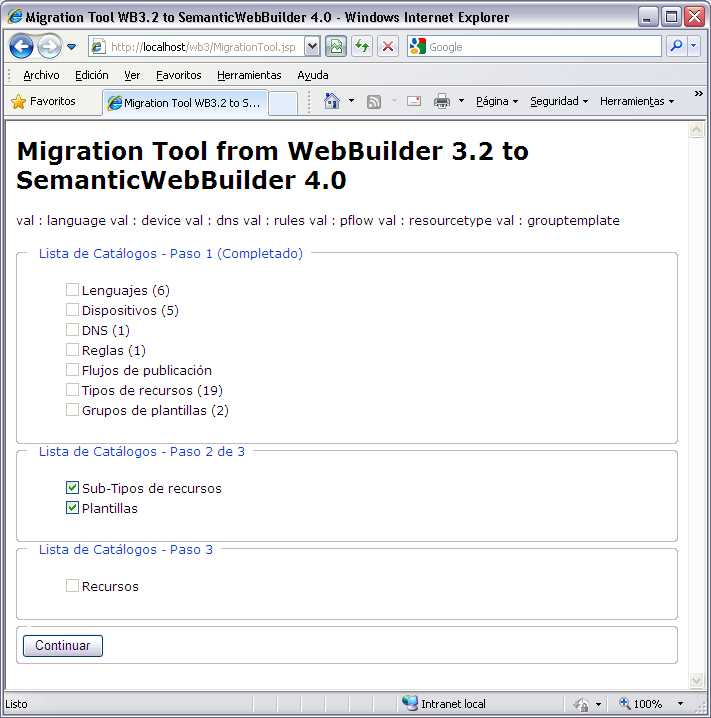 Migration Tool WB3.2 to SemanticWebBuilder 4.0 - Windows Internet Explorer
http://localhost/wb3/MigrationTool.jsp
Google
Archivo Edición Ver Favoritos Herramientas Ayuda
Favoritos Migration Tool WB3.2 to S... Página Seguridad Herramientas »
Migration Tool from WebBuilder 3.2 to
SemanticWebBuilder 4.0
val : language val : device val : dns val : rules val : pflow val : resourcetype val : grouptemplate
Lista de Catálogos - Paso 1 (Completado)
Lenguajes (6)
Dispositivos (5)
DNS (1)
Reglas (1)
Flujos de publicación
Tipos de recursos (19)
Grupos de plantillas (2)
Lista de Catálogos - Paso 2 de 3
Sub-Tipos de recursos
Plantillas
Lista de Catálogos - Paso 3
Recursos
Continuar
Listo Intranet local 100%